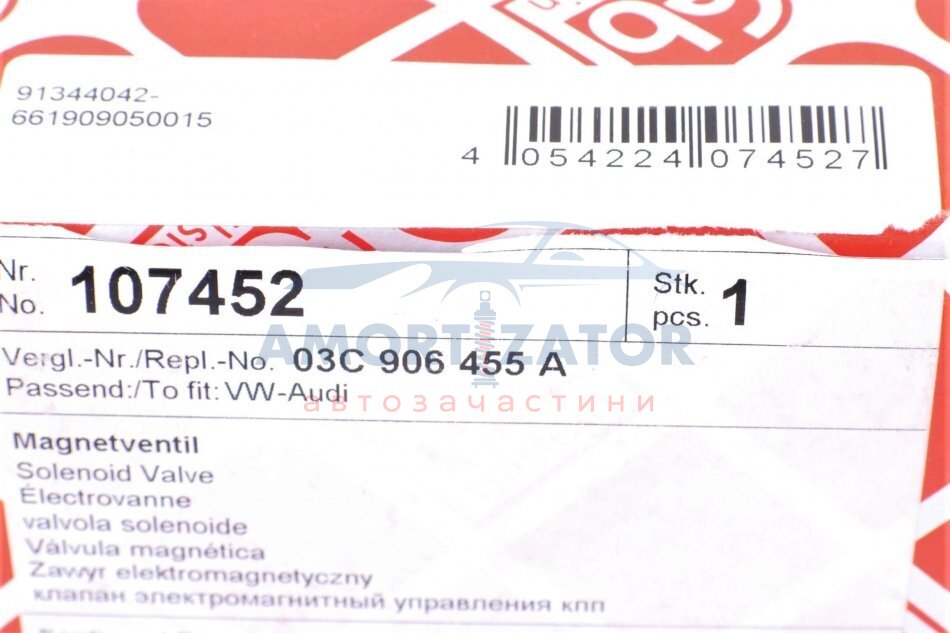 feb
91344042-
661909050015
4 054224 074527
Nr.
No. 107452
Stk.
pcs. 1
AMORTIZATOR
автозачастини
Vergl.-Nr./Repl.-No. 03C 906 455 A
Passend:/To fit: VW-Audi
Magnetventil
Solenoid Valve
Électrovanne
valvola solenoide
Válvula magnética
Zawyr elektromagnetyczny
клапан электромагнитный управления кпп